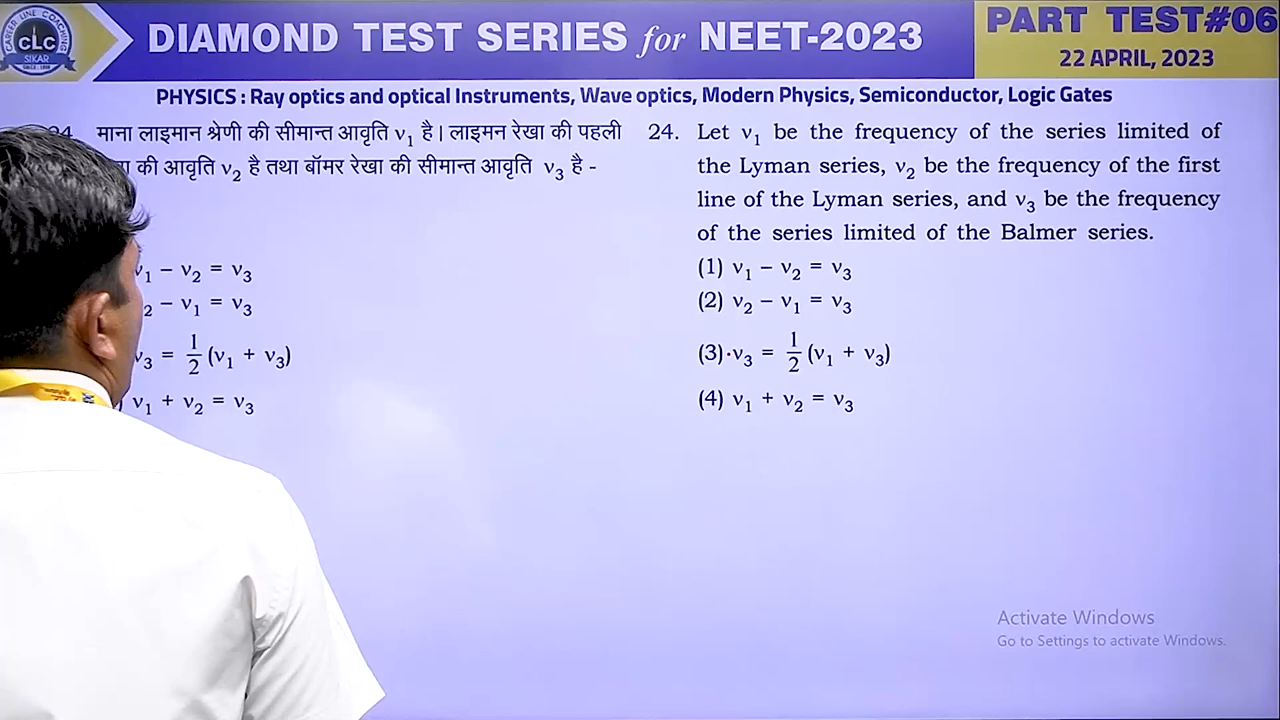 CAREER LINE COACHING
CLC
SIKAR
DIAMOND TEST SERIES for NEET-2023
PART TEST#06
22 APRIL, 2023
PHYSICS : Ray optics and optical Instruments, Wave optics, Modern Physics, Semiconductor, Logic Gates
माना लाइमान श्रेणी की सीमान्त आवृति ν₁ है। लाइमन रेखा की पहली
की आवृति ν₂ है तथा बॉमर रेखा की सीमान्त आवृति ν₃ है -
ν₁ − ν₂ = ν₃
₂ − ν₁ = ν₃
ν₃ = 1/2 (ν₁ + ν₃)
ν₁ + ν₂ = ν₃
24. Let ν₁ be the frequency of the series limited of
the Lyman series, ν₂ be the frequency of the first
line of the Lyman series, and ν₃ be the frequency
of the series limited of the Balmer series.
(1) ν₁ − ν₂ = ν₃
(2) ν₂ − ν₁ = ν₃
(3) ν₃ = 1/2 (ν₁ + ν₃)
(4) ν₁ + ν₂ = ν₃
Activate Windows
Go to Settings to activate Windows.